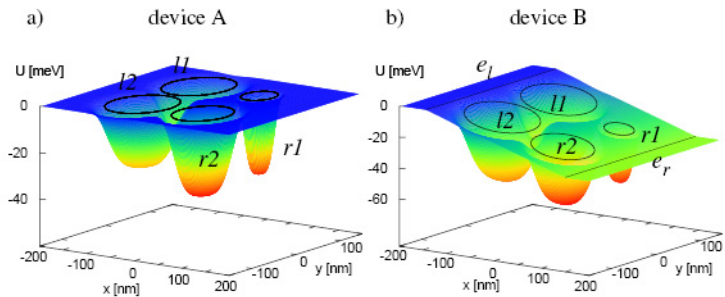 a) device A
U [meV]
l1
l2
r2
r1
0
-20
-40
-200
-100
0
100
200
x [nm]
-100
0
100
y [nm]
b) device B
U [meV]
e_l
l1
l2
r2
r1
e_r
0
-20
-40
-60
-200
-100
0
100
200
x [nm]
-100
0
100
y [nm]